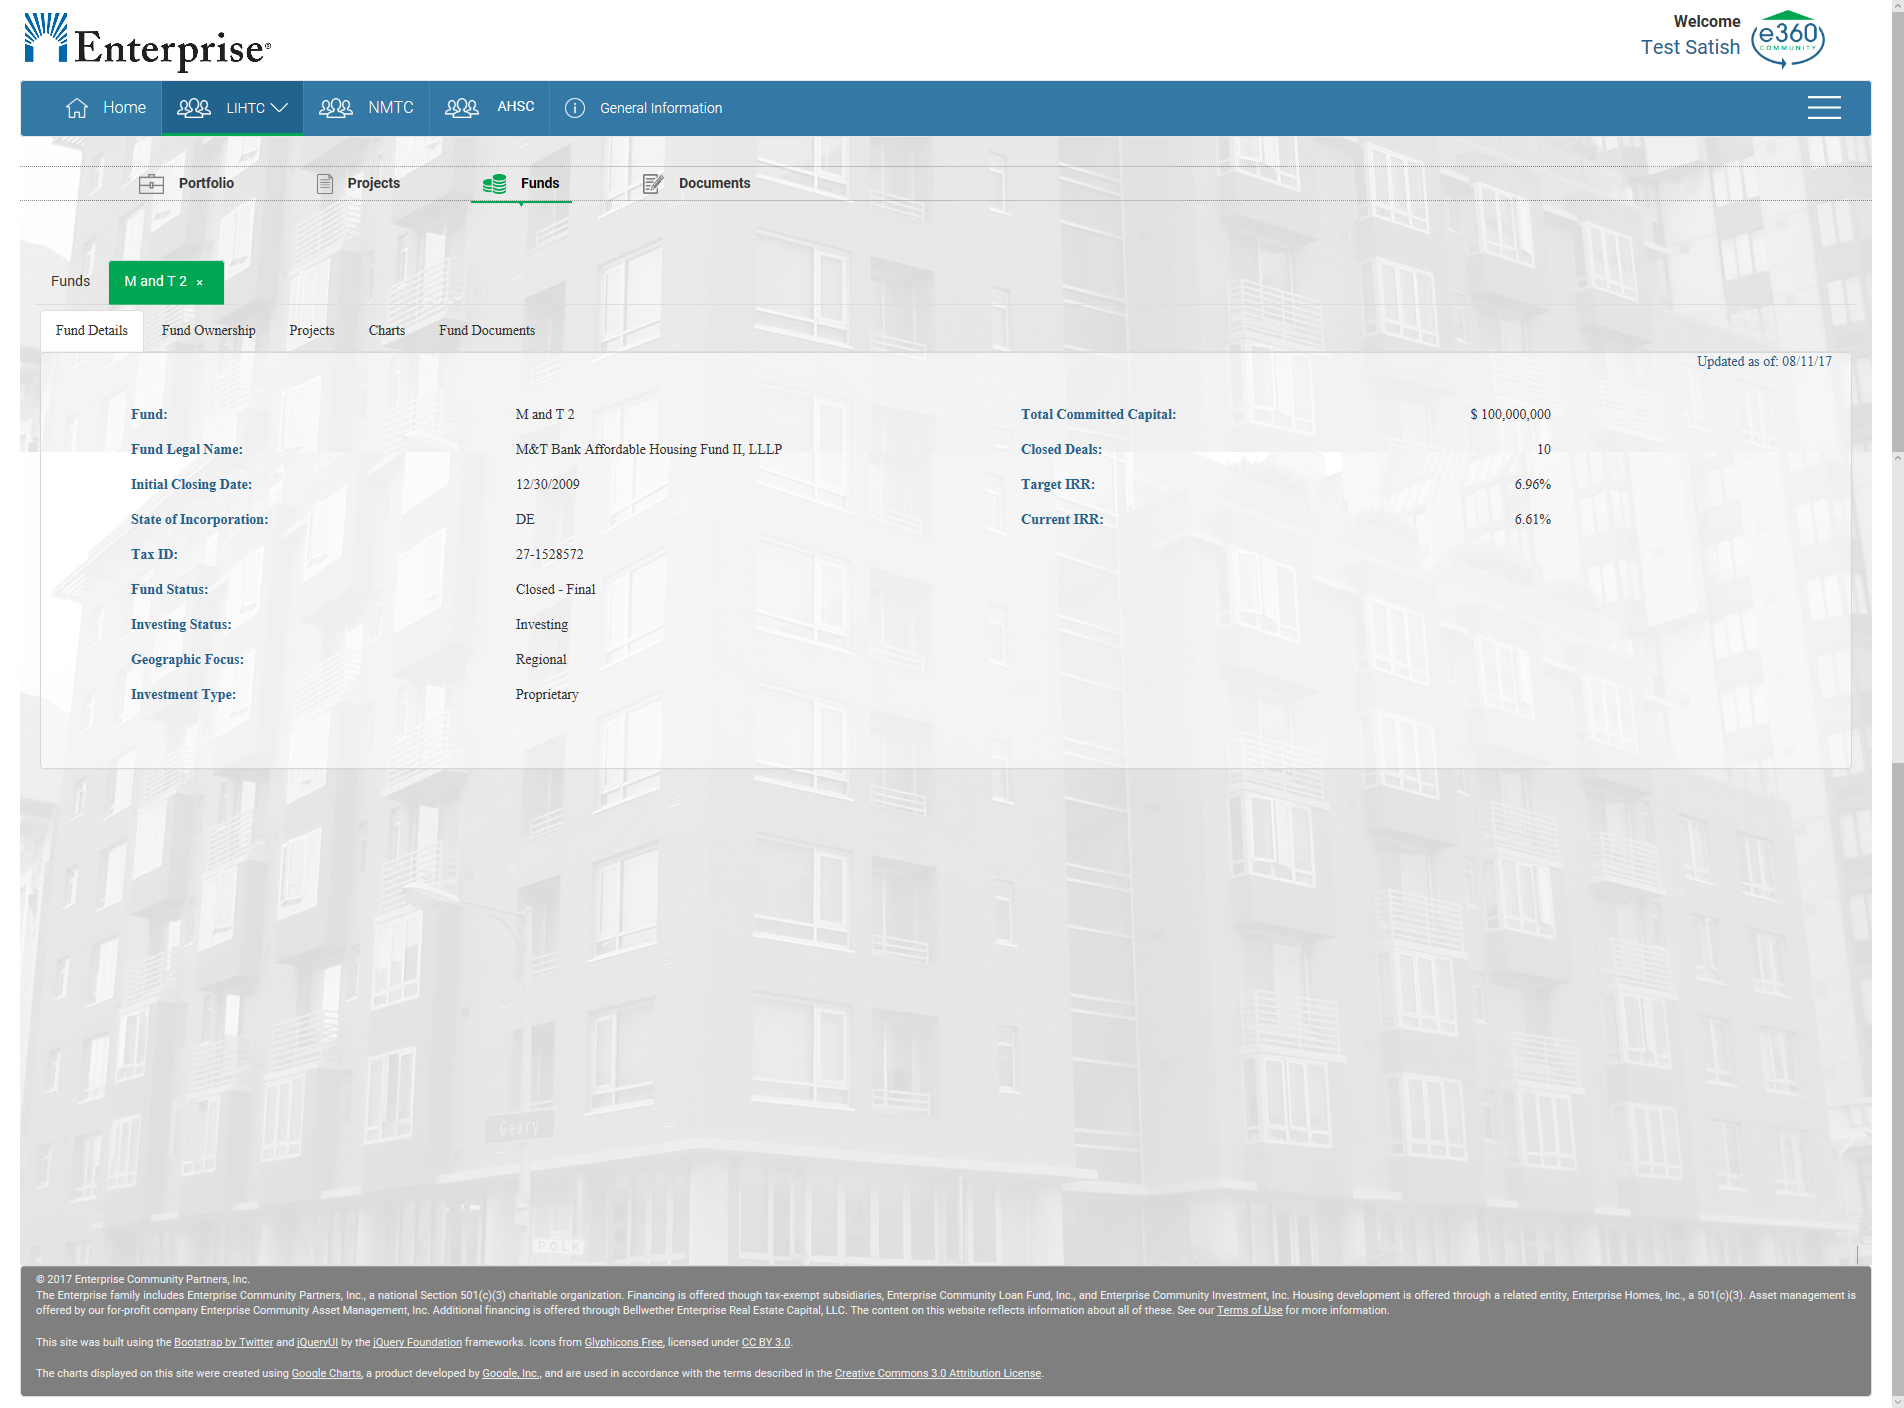 Enterprise®
Welcome
Test Satish
e360
COMMUNITY
Home
LIHTC
NMTC
AHSC
General Information
Portfolio
Projects
Funds
Documents
Funds
M and T 2 ×
Fund Details
Fund Ownership
Projects
Charts
Fund Documents
Updated as of: 08/11/17
Fund: M and T 2
Total Committed Capital: $ 100,000,000
Fund Legal Name: M&T Bank Affordable Housing Fund II, LLLP
Closed Deals: 10
Initial Closing Date: 12/30/2009
Target IRR: 6.96%
State of Incorporation: DE
Current IRR: 6.61%
Tax ID: 27-1528572
Fund Status: Closed - Final
Investing Status: Investing
Geographic Focus: Regional
Investment Type: Proprietary
Geary
POLK
© 2017 Enterprise Community Partners, Inc.
The Enterprise family includes Enterprise Community Partners, Inc., a national Section 501(c)(3) charitable organization. Financing is offered though tax-exempt subsidiaries, Enterprise Community Loan Fund, Inc., and Enterprise Community Investment, Inc. Housing development is offered through a related entity, Enterprise Homes, Inc., a 501(c)(3). Asset management is
offered by our for-profit company Enterprise Community Asset Management, Inc. Additional financing is offered through Bellwether Enterprise Real Estate Capital, LLC. The content on this website reflects information about all of these. See our Terms of Use for more information.
This site was built using the Bootstrap by Twitter and jQueryUI by the jQuery Foundation frameworks. Icons from Glyphicons Free, licensed under CC BY 3.0.
The charts displayed on this site were created using Google Charts, a product developed by Google, Inc., and are used in accordance with the terms described in the Creative Commons 3.0 Attribution License.